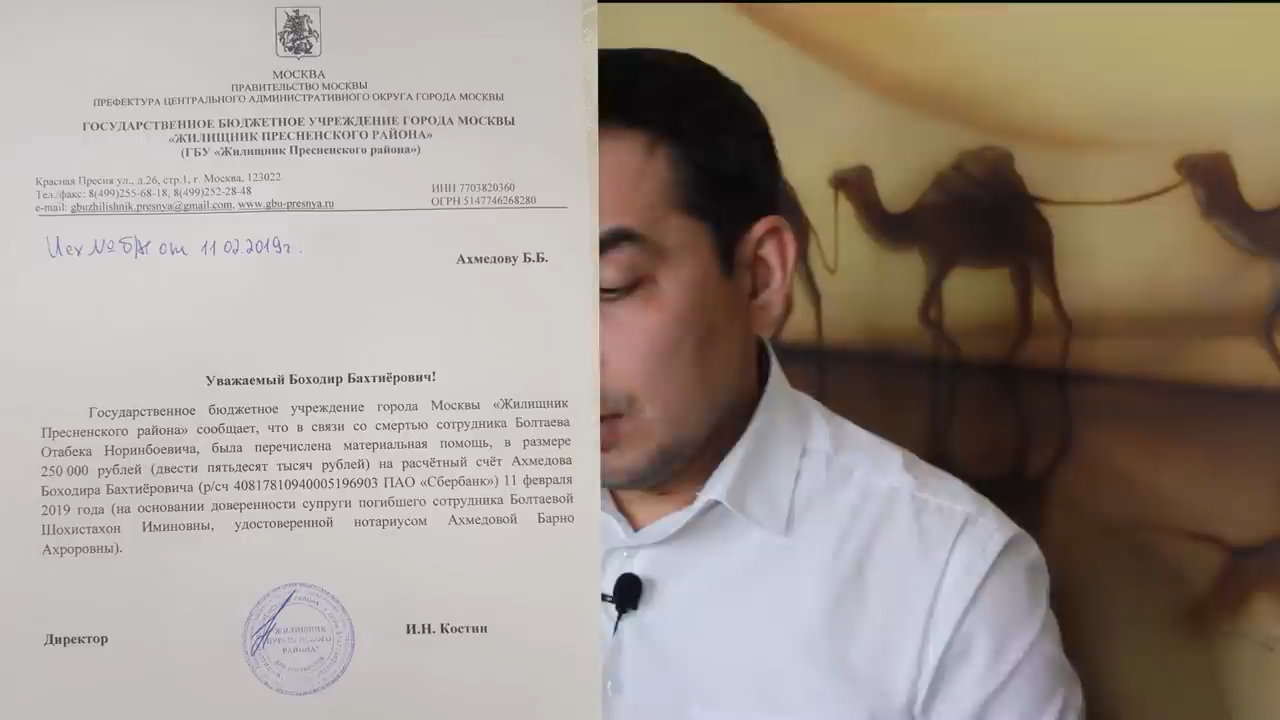 МОСКВА
ПРАВИТЕЛЬСТВО МОСКВЫ
ПРЕФЕКТУРА ЦЕНТРАЛЬНОГО АДМИНИСТРАТИВНОГО ОКРУГА ГОРОДА МОСКВЫ
ГОСУДАРСТВЕННОЕ БЮДЖЕТНОЕ УЧРЕЖДЕНИЕ ГОРОДА МОСКВЫ
«ЖИЛИЩНИК ПРЕСНЕНСКОГО РАЙОНА»
(ГБУ «Жилищник Пресненского района»)
Красная Пресня ул., д.26, стр.1, г. Москва, 123022
Тел./факс: 8(499)255-68-18, 8(499)252-28-48
e-mail: gbuzhilishnik.presnya@gmail.com, www.gbu-presnya.ru
ИНН 7703820360
ОГРН 5147746268280
Исх № б/н от 11 02.2019г.
Ахмедову Б.Б.
Уважаемый Боходир Бахтиёрович!
Государственное бюджетное учреждение города Москвы «Жилищник
Пресненского района» сообщает, что в связи со смертью сотрудника Болтаева
Отабека Норинбоевича, была перечислена материальная помощь, в размере
250 000 рублей (двести пятьдесят тысяч рублей) на расчётный счёт Ахмедова
Боходира Бахтиёровича (р/сч 40817810940005196903 ПАО «Сбербанк») 11 февраля
2019 года (на основании доверенности супруги погибшего сотрудника Болтаевой
Шохистахон Иминовны, удостоверенной нотариусом Ахмедовой Барно
Ахроровны).
Директор
И.Н. Костин
"ЖИЛИЩНИК
ПРЕСНЕНСКОГО
РАЙОНА"